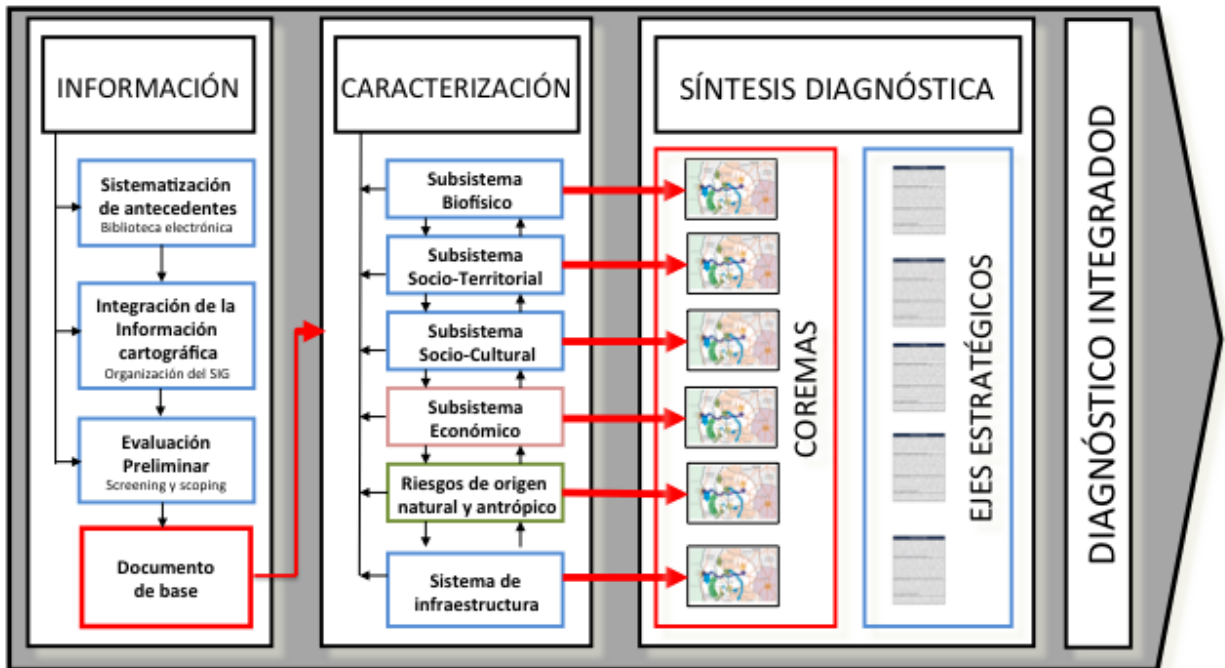 INFORMACIÓN
Sistematización
de antecedentes
Biblioteca electrónica
Integración de la
Información
cartográfica
Organización del SIG
Evaluación
Preliminar
Screening y scoping
Documento
de base
CARACTERIZACIÓN
Subsistema
Biofísico
Subsistema
Socio-Territorial
Subsistema
Socio-Cultural
Subsistema
Económico
Riesgos de origen
natural y antrópico
Sistema de
infraestructura
SÍNTESIS DIAGNÓSTICA
COREMAS
EJES ESTRATÉGICOS
DIAGNÓSTICO INTEGRADOD